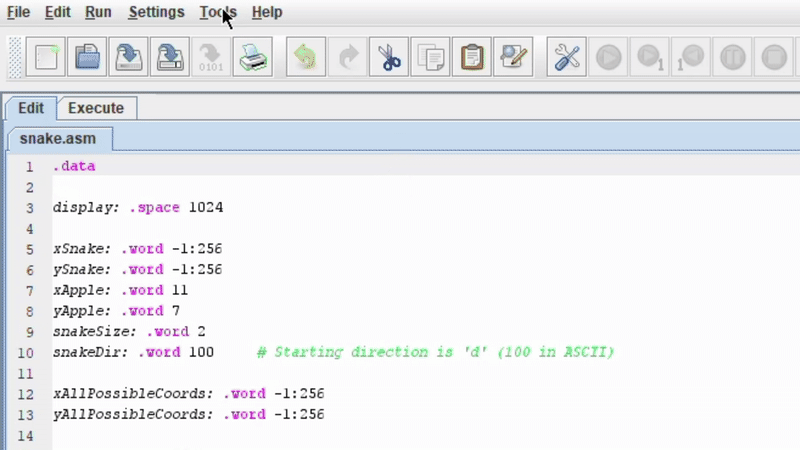 File Edit Run Settings Tools Help
0101
1 1
Edit Execute
snake.asm
1 .data
2
3 display: .space 1024
4
5 xSnake: .word -1:256
6 ySnake: .word -1:256
7 xApple: .word 11
8 yApple: .word 7
9 snakeSize: .word 2
10 snakeDir: .word 100 # Starting direction is 'd' (100 in ASCII)
11
12 xAllPossibleCoords: .word -1:256
13 yAllPossibleCoords: .word -1:256
14